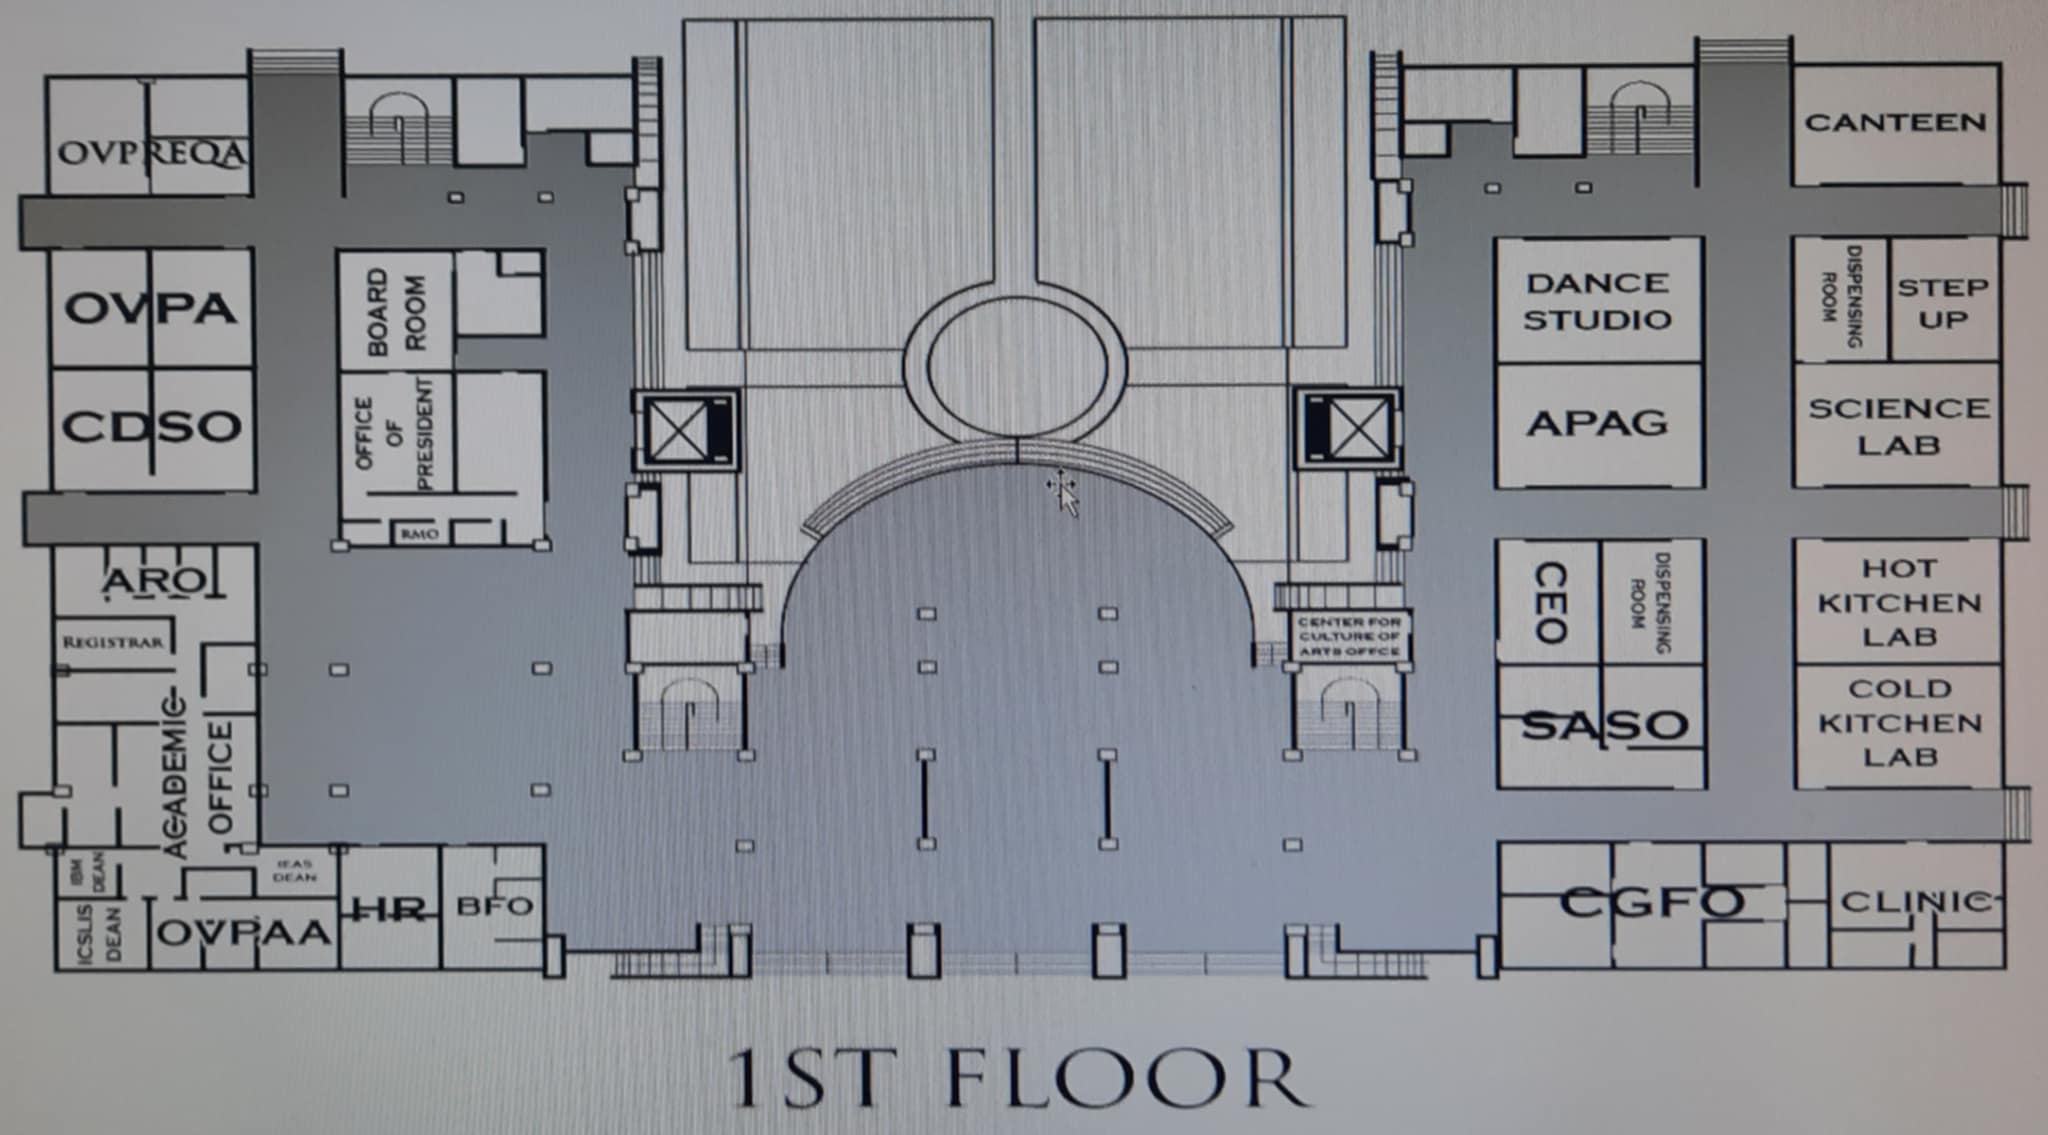 OVPREQA
CANTEEN
OVPA
BOARD
ROOM
DANCE
STUDIO
DISPENSING
ROOM
STEP
UP
CDSO
OFFICE
OF
PRESIDENT
APAG
SCIENCE
LAB
RMO
ARO
REGISTRAR
CENTER FOR
CULTURE OF
ARTS OFFCE
CEO
DISPENSING
ROOM
HOT
KITCHEN
LAB
ACADEMIC
OFFICE
SASO
COLD
KITCHEN
LAB
IBM
DEAN
IEAS
DEAN
ICSLIS
DEAN
OVPAA
HR
BFO
CGFO
CLINIC
1ST FLOOR